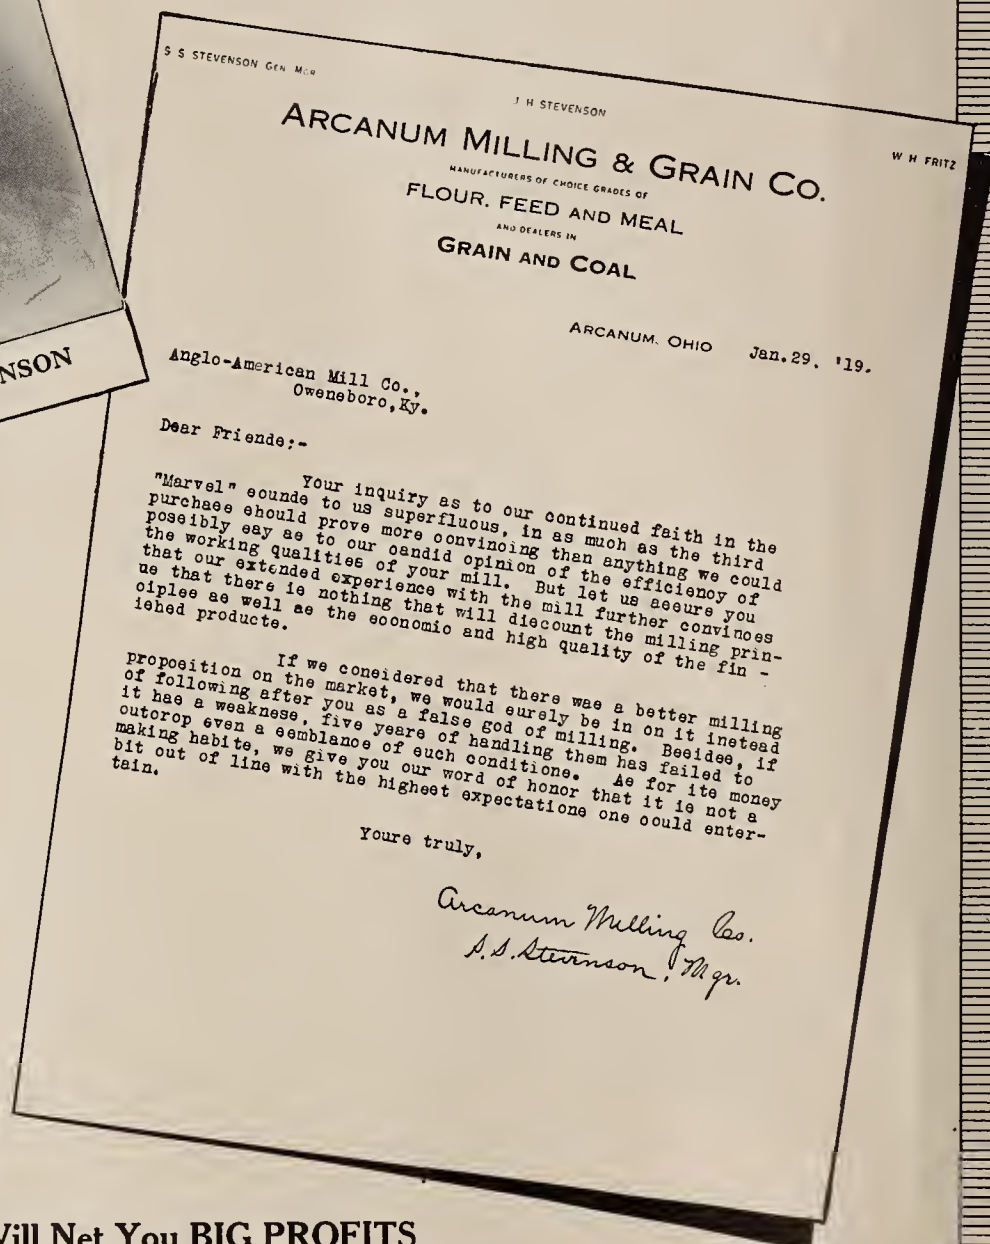 S S STEVENSON GEN MGR
J H STEVENSON
W H FRITZ
ARCANUM MILLING & GRAIN CO.
MANUFACTURERS OF CHOICE GRADES OF
FLOUR, FEED AND MEAL
AND DEALERS IN
GRAIN AND COAL
ARCANUM, OHIO Jan.29. '19.
NSON
Anglo-American Mill Co.,
Owensboro,Ky.
Dear Friends;-
Your inquiry as to our continued faith in the
"Marvel" sounds to us superfluous, in as much as the third
purchase should prove more convincing than anything we could
possibly say as to our candid opinion of the efficiency of
the working qualities of your mill. But let us assure you
that our extended experience with the mill further convinces
us that there is nothing that will discount the milling prin-
ciples as well as the economic and high quality of the fin -
ished products.
If we considered that there was a better milling
proposition on the market, we would surely be in on it instead
of following after you as a false god of milling. Besides, if
it has a weakness, five years of handling them has failed to
outcrop even a semblance of such conditions. As for its money
making habits, we give you our word of honor that it is not a
bit out of line with the highest expectations one could enter-
tain.
Yours truly,
Arcanum Milling Co.
S.S. Stevenson, Mgr.
Will Net You BIG PROFITS